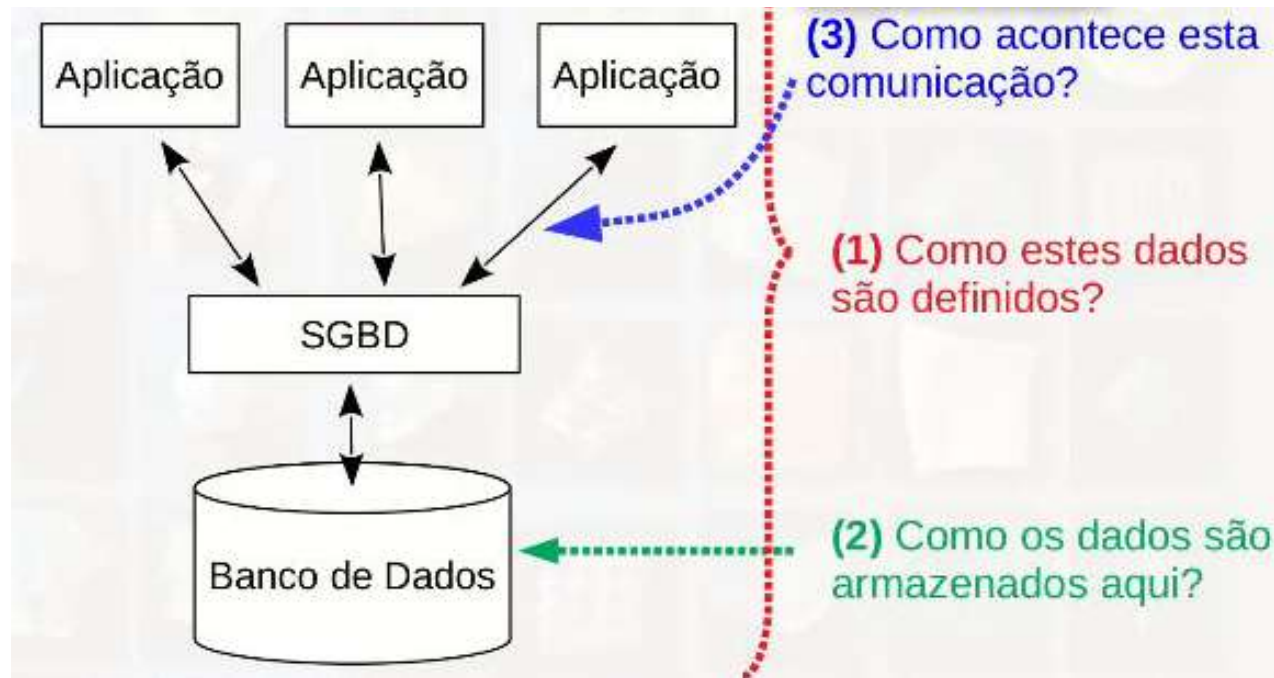 Aplicação
Aplicação
Aplicação
(3) Como acontece esta
comunicação?
SGBD
(1) Como estes dados
são definidos?
Banco de Dados
(2) Como os dados são
armazenados aqui?